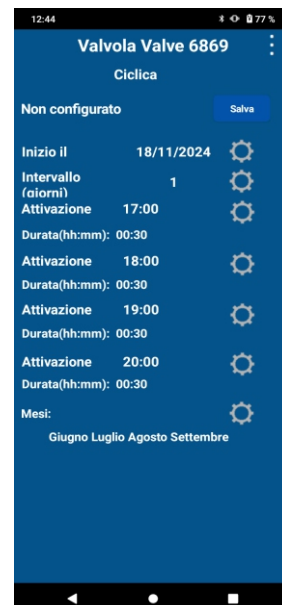 12:44 77 %
Valvola Valve 6869
Ciclica
Non configurato Salva
Inizio il 18/11/2024
Intervallo
(giorni) 1
Attivazione 17:00
Durata(hh:mm): 00:30
Attivazione 18:00
Durata(hh:mm): 00:30
Attivazione 19:00
Durata(hh:mm): 00:30
Attivazione 20:00
Durata(hh:mm): 00:30
Mesi:
Giugno Luglio Agosto Settembre